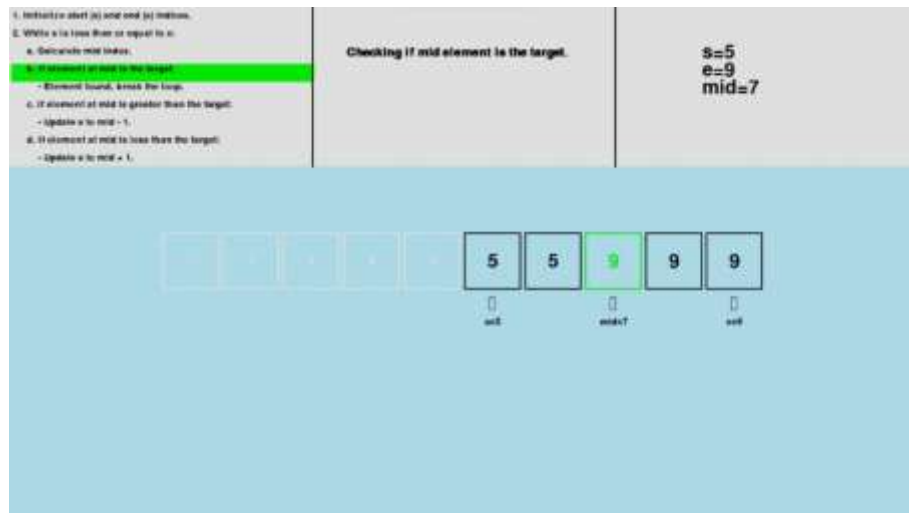 1. Initialize start (s) and end (e) indices.
2. While s is less than or equal to e:
a. Calculate mid index.
b. If element at mid is the target:
- Element found, break the loop.
c. If element at mid is greater than the target:
- Update e to mid - 1.
d. If element at mid is less than the target:
- Update s to mid + 1.
Checking if mid element is the target.
s=5
e=9
mid=7
5 5 9 9 9
s=5 mid=7 e=9